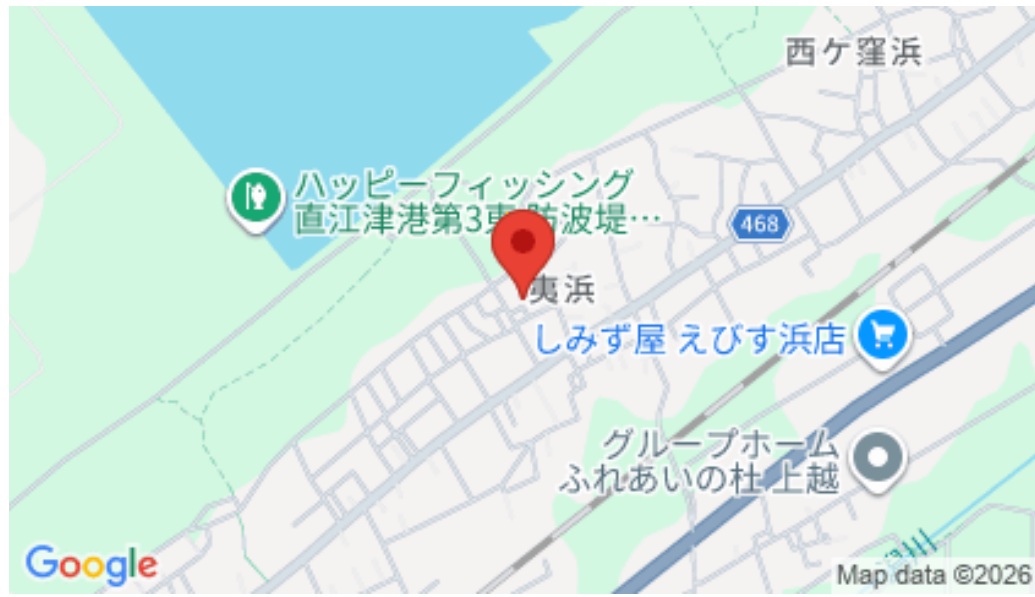 西ケ窪浜
ハッピーフィッシング
直江津港第3東防波堤…
468
夷浜
しみず屋 えびす浜店
グループホーム
ふれあいの杜 上越
Google
Map data ©2026